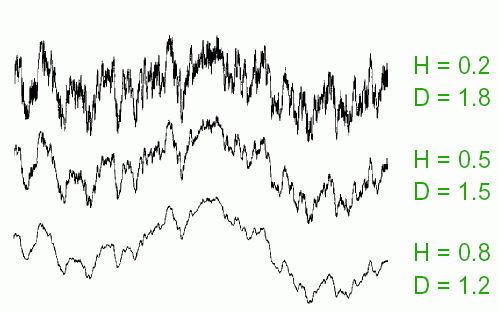 H = 0.2
D = 1.8
H = 0.5
D = 1.5
H = 0.8
D = 1.2